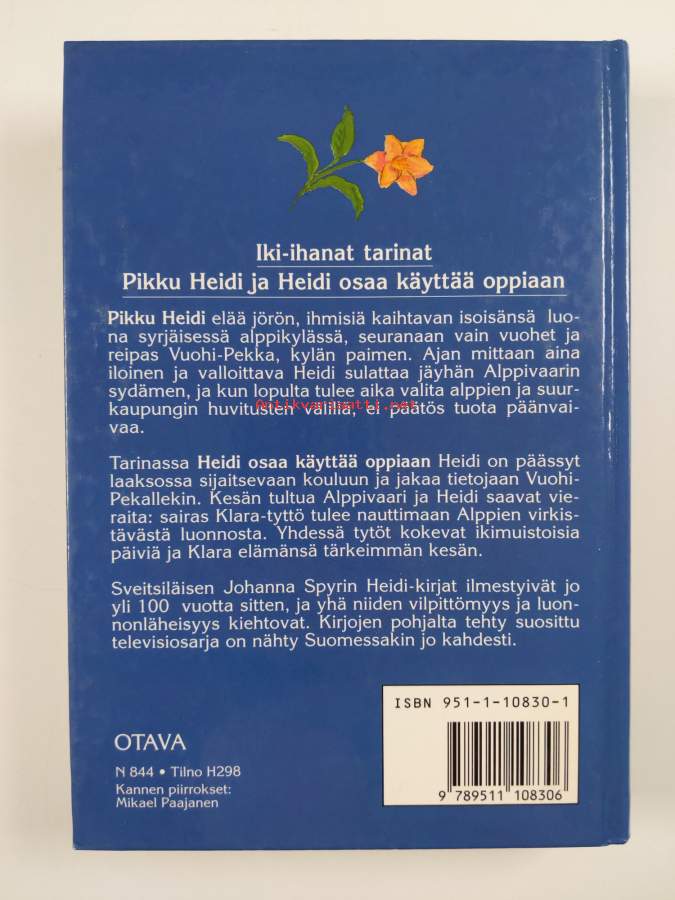 Iki-ihanat tarinat
Pikku Heidi ja Heidi osaa käyttää oppiaan
Pikku Heidi elää jörön, ihmisiä kaihtavan isoisänsä luo-
na syrjäisessä alppikylässä, seuranaan vain vuohet ja
reipas Vuohi-Pekka, kylän paimen. Ajan mittaan aina
iloinen ja valloittava Heidi sulattaa jäyhän Alppivaarin
sydämen, ja kun lopulta tulee aika valita alppien ja suur-
kaupungin huvitusten väliltä, ei päätös tuota päänvai-
vaa.
Antikvariaatti.net
Tarinassa Heidi osaa käyttää oppiaan Heidi on päässyt
laaksossa sijaitsevaan kouluun ja jakaa tietojaan Vuohi-
Pekallekin. Kesän tultua Alppivaari ja Heidi saavat vie-
raita: sairas Klara-tyttö tulee nauttimaan Alppien virkis-
tävästä luonnosta. Yhdessä tytöt kokevat ikimuistoisia
päiviä ja Klara elämänsä tärkeimmän kesän.
Sveitsiläisen Johanna Spyrin Heidi-kirjat ilmestyivät jo
yli 100 vuotta sitten, ja yhä niiden vilpittömyys ja luon-
nonläheisyys kiehtovat. Kirjojen pohjalta tehty suosittu
televisiosarja on nähty Suomessakin jo kahdesti.
ISBN 951-1-10830-1
9 789511 108306
OTAVA
N 844 • Tilno H298
Kannen piirrokset:
Mikael Paajanen